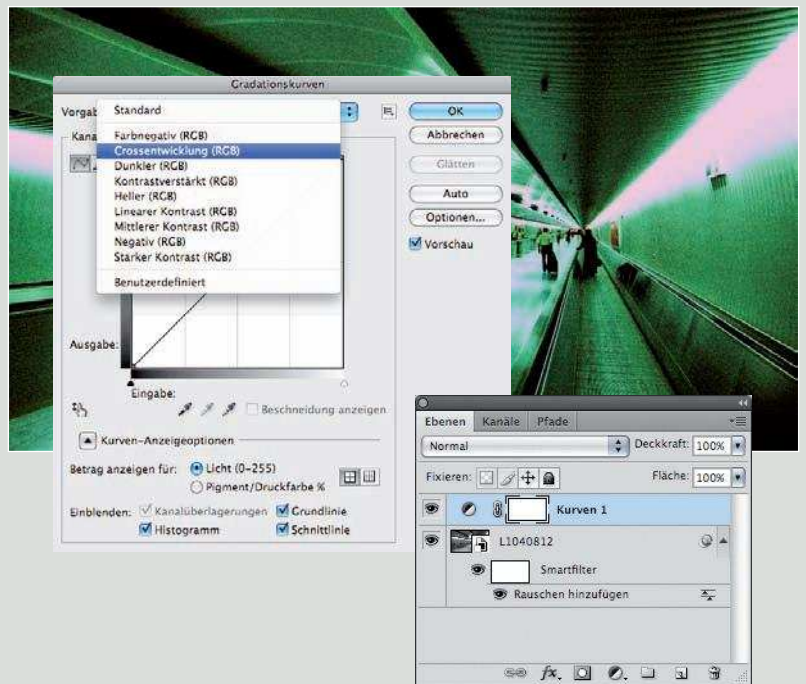 Gradationskurven
Vorgab
Standard
Farbnegativ (RGB)
Crossentwicklung (RGB)
Dunkler (RGB)
Kontrastverstärkt (RGB)
Heller (RGB)
Linearer Kontrast (RGB)
Mittlerer Kontrast (RGB)
Negativ (RGB)
Starker Kontrast (RGB)
Benutzerdefiniert
Kana
OK
Abbrechen
Glätten
Auto
Optionen...
Vorschau
Ausgabe:
Eingabe:
Beschneidung anzeigen
Kurven-Anzeigeoptionen
Betrag anzeigen für: Licht (0-255)
Pigment/Druckfarbe %
Einblenden: Kanalüberlagerungen Grundlinie
Histogramm Schnittlinie
Ebenen Kanäle Pfade
Normal Deckkraft: 100%
Fixieren: Fläche: 100%
Kurven 1
L1040812
Smartfilter
Rauschen hinzufügen
fx.